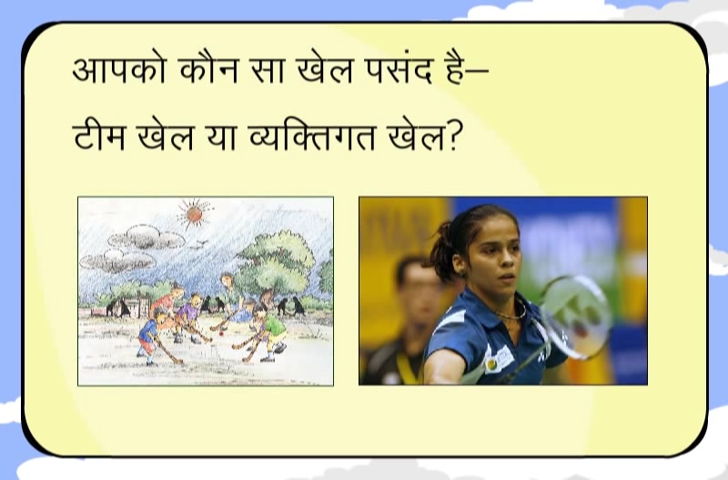 आपको कौन सा खेल पसंद है–
टीम खेल या व्यक्तिगत खेल?